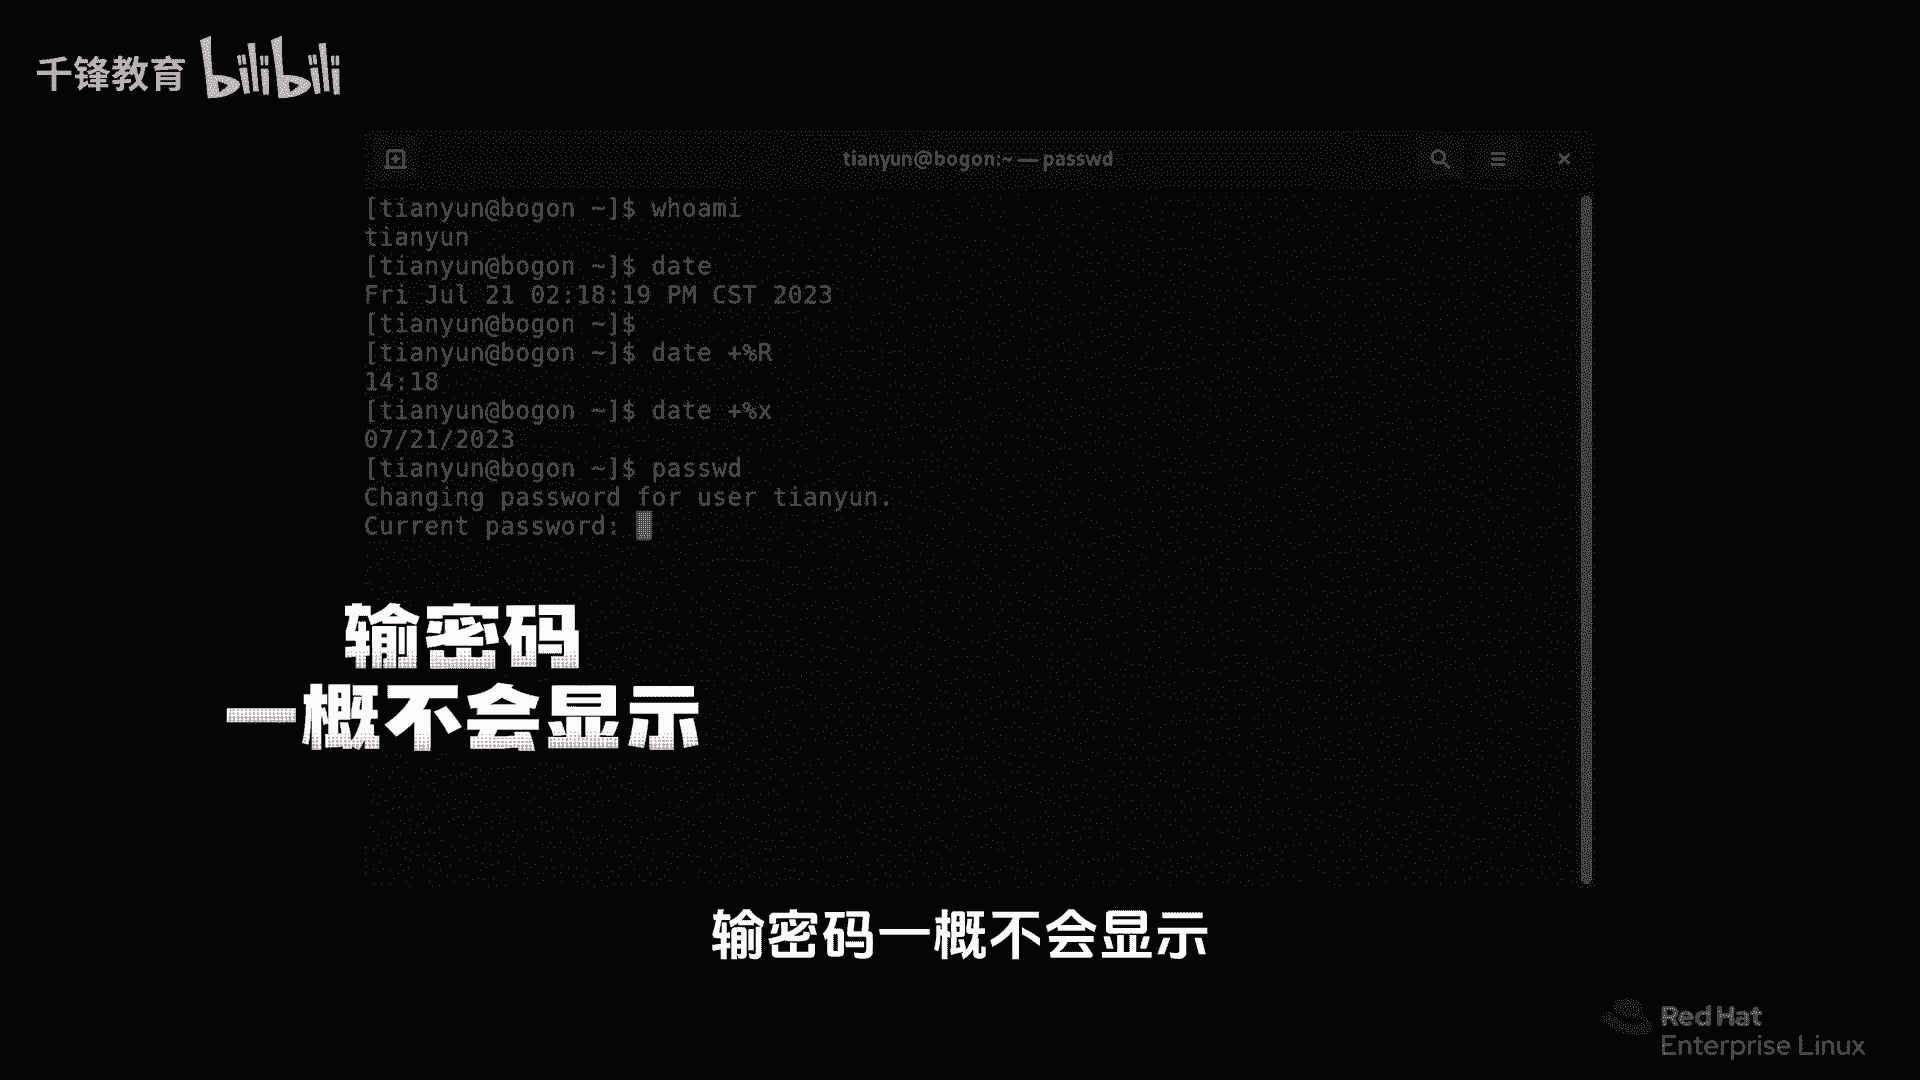 千锋教育 bilibili
tianyun@bogon:~ — passwd
[tianyun@bogon ~]$ whoami
tianyun
[tianyun@bogon ~]$ date
Fri Jul 21 02:18:19 PM CST 2023
[tianyun@bogon ~]$
[tianyun@bogon ~]$ date +%R
14:18
[tianyun@bogon ~]$ date +%x
07/21/2023
[tianyun@bogon ~]$ passwd
Changing password for user tianyun.
Current password:
输密码
一概不会显示
输密码一概不会显示
Red Hat
Enterprise Linux